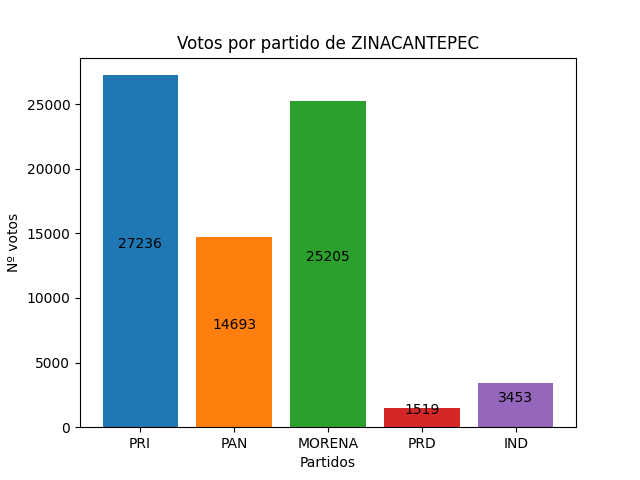 Votos por partido de ZINACANTEPEC
Nº votos
25000
20000
15000
10000
5000
0
27236
14693
25205
1519
3453
PRI PAN MORENA PRD IND
Partidos